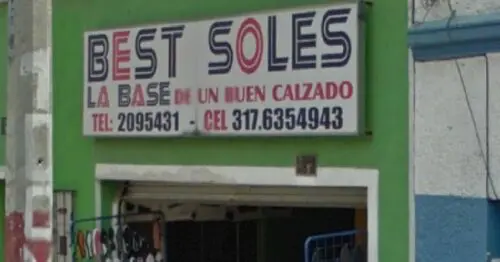 BEST SOLES
LA BASE DE UN BUEN CALZADO
TEL: 2095431 - CEL 317.6354943